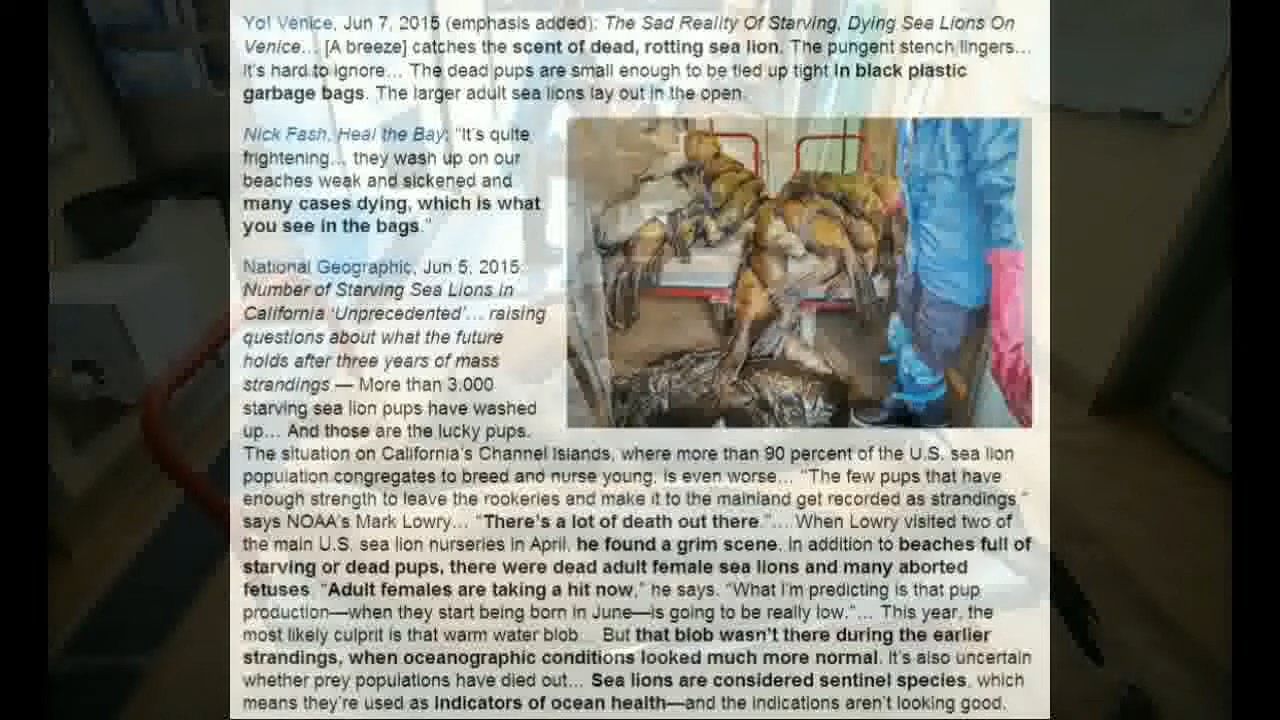 Yo! Venice, Jun 7, 2015 (emphasis added): The Sad Reality Of Starving, Dying Sea Lions On
Venice… [A breeze] catches the scent of dead, rotting sea lion. The pungent stench lingers…
It's hard to ignore… The dead pups are small enough to be tied up tight in black plastic
garbage bags. The larger adult sea lions lay out in the open.
Nick Fash, Heal the Bay: "It's quite
frightening… they wash up on our
beaches weak and sickened and
many cases dying, which is what
you see in the bags."
National Geographic, Jun 5, 2015:
Number of Starving Sea Lions in
California 'Unprecedented'… raising
questions about what the future
holds after three years of mass
strandings — More than 3,000
starving sea lion pups have washed
up… And those are the lucky pups.
The situation on California's Channel Islands, where more than 90 percent of the U.S. sea lion
population congregates to breed and nurse young, is even worse… "The few pups that have
enough strength to leave the rookeries and make it to the mainland get recorded as strandings,"
says NOAA's Mark Lowry… "There's a lot of death out there."… When Lowry visited two of
the main U.S. sea lion nurseries in April, he found a grim scene. In addition to beaches full of
starving or dead pups, there were dead adult female sea lions and many aborted
fetuses. "Adult females are taking a hit now," he says. "What I'm predicting is that pup
production—when they start being born in June—is going to be really low."… This year, the
most likely culprit is that warm water blob… But that blob wasn't there during the earlier
strandings, when oceanographic conditions looked much more normal. It's also uncertain
whether prey populations have died out… Sea lions are considered sentinel species, which
means they're used as indicators of ocean health—and the indications aren't looking good.